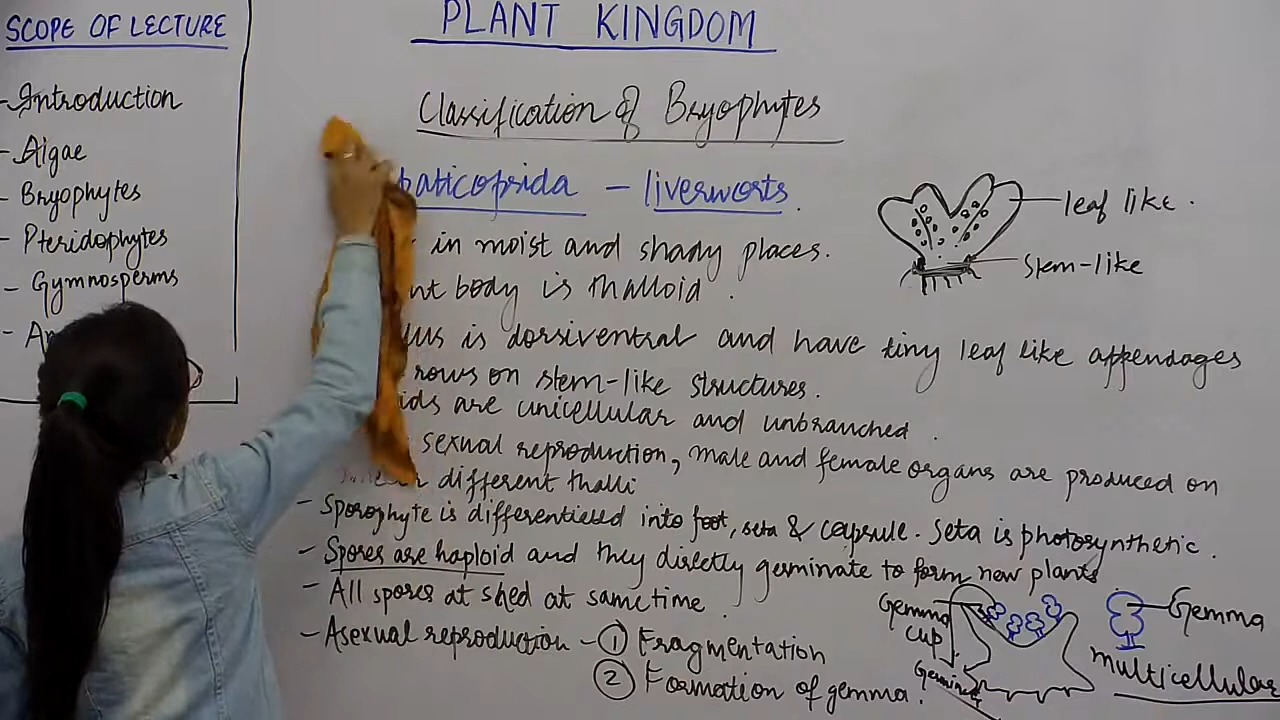 SCOPE OF LECTURE
- Introduction
- Algae
- Bryophytes
- Pteridophytes
- Gymnosperms
PLANT KINGDOM
Classification of Bryophytes
paticopsida - liverworts.
in moist and shady places.
nt body is thalloid.
lus is dorsiventral and have tiny leaf like appendages
rows on stem-like structures.
ids are unicellular and unbranched.
sexual reproduction, male and female organs are produced on
different thalli
- Sporophyte is differentiated into foot, seta & capsule. Seta is photosynthetic.
- Spores are haploid and they directly germinate to form new plants
- All spores at shed at same time.
- Asexual reproduction - ① Fragmentation
② Formation of gemma.
leaf like.
stem-like
Gemma
cup
Gemma
multicellular